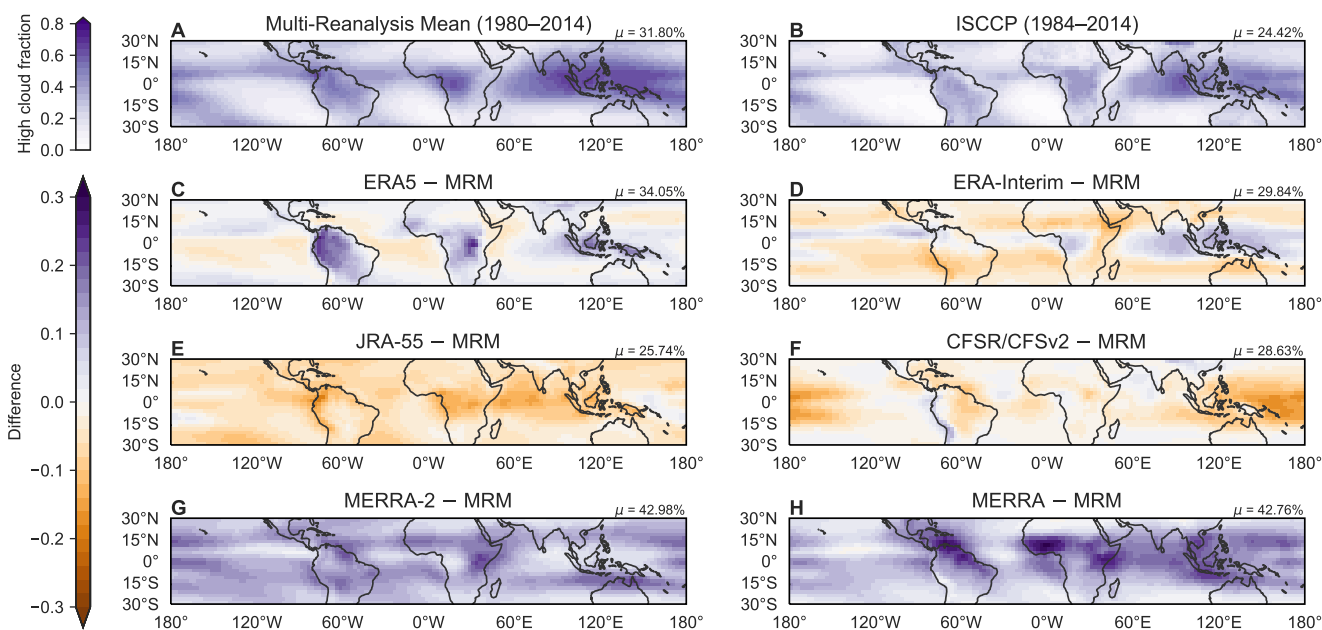 High cloud fraction
0.8
0.6
0.4
0.2
0.0
A
Multi-Reanalysis Mean (1980–2014)
μ = 31.80%
30°N
15°N
0°
15°S
30°S
180° 120°W 60°W 0°W 60°E 120°E 180°
B
ISCCP (1984–2014)
μ = 24.42%
30°N
15°N
0°
15°S
30°S
180° 120°W 60°W 0°W 60°E 120°E 180°
Difference
0.3
0.2
0.1
0.0
−0.1
−0.2
−0.3
C
ERA5 − MRM
μ = 34.05%
30°N
15°N
0°
15°S
30°S
180° 120°W 60°W 0°W 60°E 120°E 180°
D
ERA-Interim − MRM
μ = 29.84%
30°N
15°N
0°
15°S
30°S
180° 120°W 60°W 0°W 60°E 120°E 180°
E
JRA-55 − MRM
μ = 25.74%
30°N
15°N
0°
15°S
30°S
180° 120°W 60°W 0°W 60°E 120°E 180°
F
CFSR/CFSv2 − MRM
μ = 28.63%
30°N
15°N
0°
15°S
30°S
180° 120°W 60°W 0°W 60°E 120°E 180°
G
MERRA-2 − MRM
μ = 42.98%
30°N
15°N
0°
15°S
30°S
180° 120°W 60°W 0°W 60°E 120°E 180°
H
MERRA − MRM
μ = 42.76%
30°N
15°N
0°
15°S
30°S
180° 120°W 60°W 0°W 60°E 120°E 180°